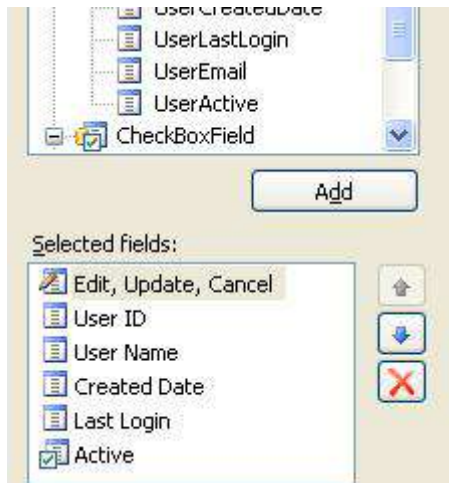 UserCreatedDate
UserLastLogin
UserEmail
UserActive
CheckBoxField
Add
Selected fields:
Edit, Update, Cancel
User ID
User Name
Created Date
Last Login
Active